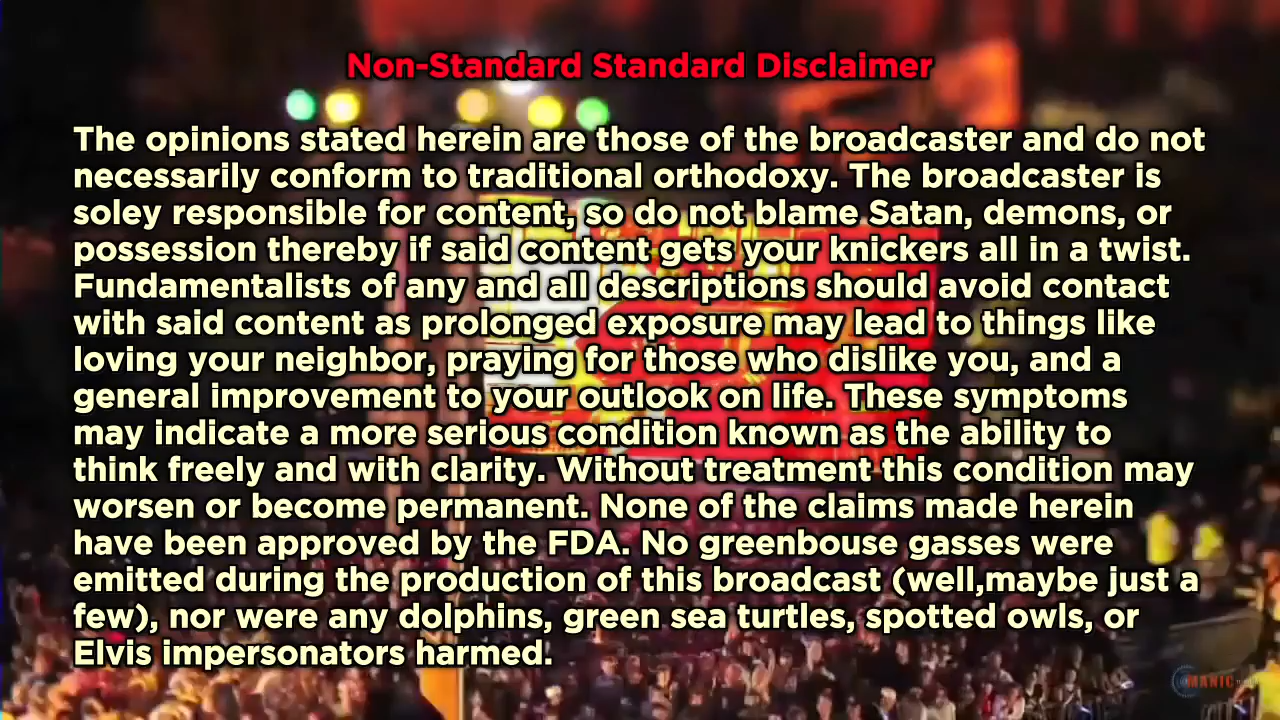 Non-Standard Standard Disclaimer
The opinions stated herein are those of the broadcaster and do not
necessarily conform to traditional orthodoxy. The broadcaster is
soley responsible for content, so do not blame Satan, demons, or
possession thereby if said content gets your knickers all in a twist.
Fundamentalists of any and all descriptions should avoid contact
with said content as prolonged exposure may lead to things like
loving your neighbor, praying for those who dislike you, and a
general improvement to your outlook on life. These symptoms
may indicate a more serious condition known as the ability to
think freely and with clarity. Without treatment this condition may
worsen or become permanent. None of the claims made herein
have been approved by the FDA. No greenbouse gasses were
emitted during the production of this broadcast (well,maybe just a
few), nor were any dolphins, green sea turtles, spotted owls, or
Elvis impersonators harmed.
MANIC